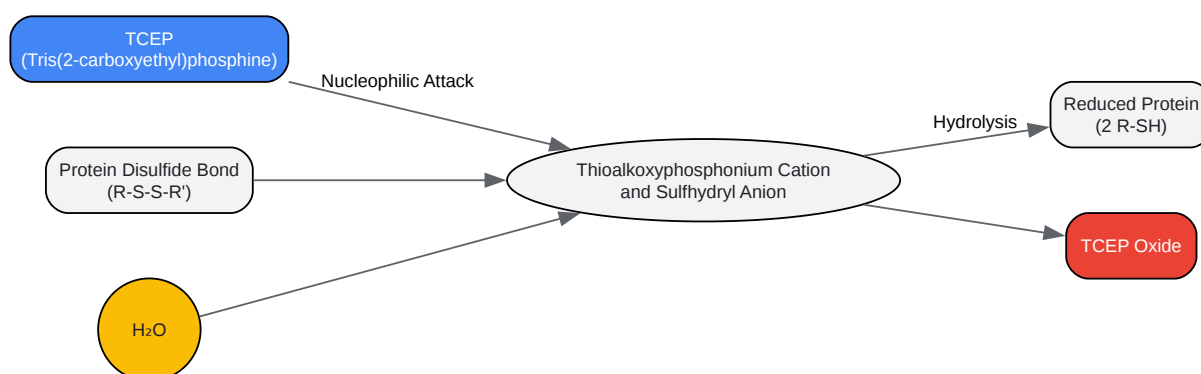 TCEP
(Tris(2-carboxyethyl)phosphine)
Nucleophilic Attack
Protein Disulfide Bond
(R-S-S-R')
H₂O
Thioalkoxyphosphonium Cation
and Sulfhydryl Anion
Hydrolysis
Reduced Protein
(2 R-SH)
TCEP Oxide